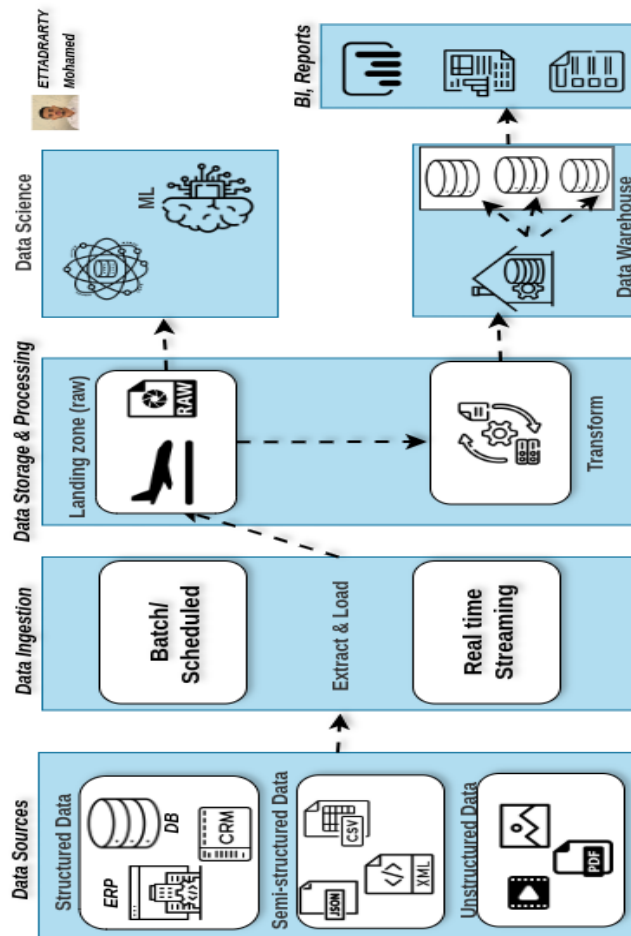 ETTADRARTY
Mohamed
Data Sources
Structured Data
ERP
DB
CRM
Semi-structured Data
JSON
CSV
XML
Unstructured Data
PDF
Data Ingestion
Batch/
Scheduled
Extract & Load
Real time
Streaming
Data Storage & Processing
Landing zone (raw)
RAW
Transform
Data Science
ML
Data Warehouse
BI, Reports